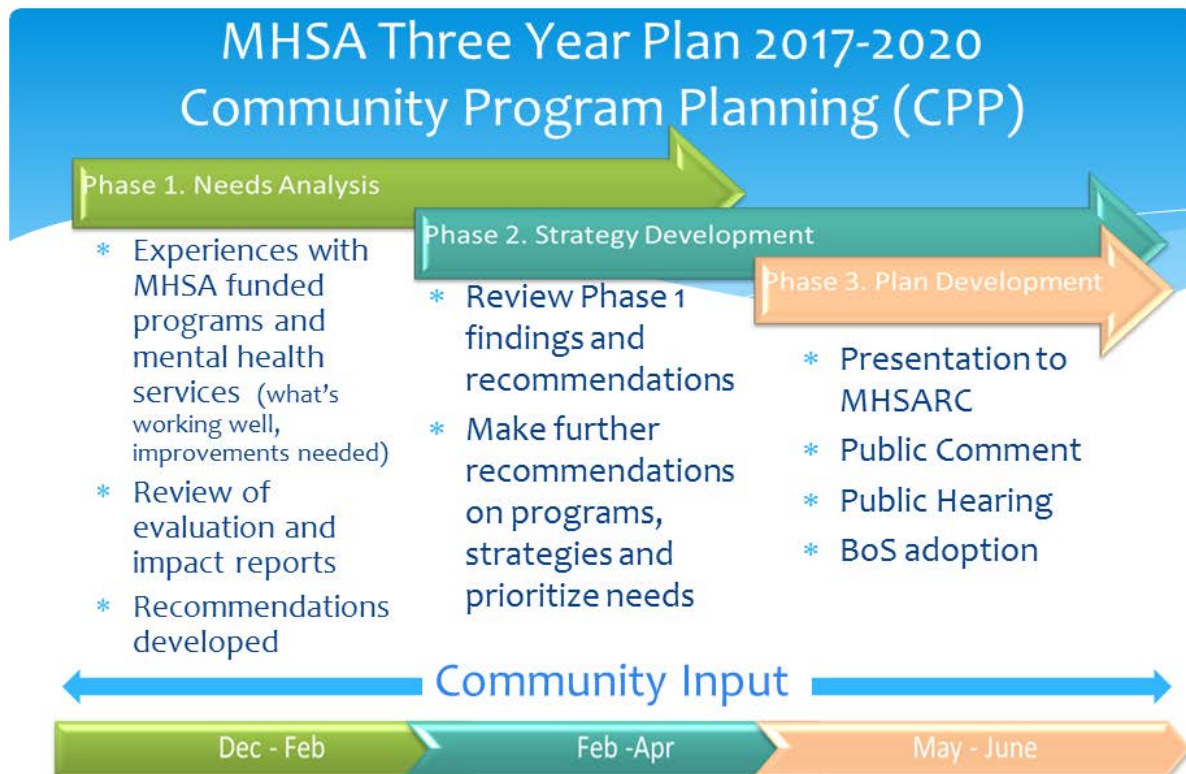 MHSA Three Year Plan 2017-2020
Community Program Planning (CPP)
Phase 1. Needs Analysis
* Experiences with
MHSA funded
programs and
mental health
services (what's
working well,
improvements needed)
* Review of
evaluation and
impact reports
* Recommendations
developed
Phase 2. Strategy Development
* Review Phase 1
findings and
recommendations
* Make further
recommendations
on programs,
strategies and
prioritize needs
Phase 3. Plan Development
* Presentation to
MHSARC
* Public Comment
* Public Hearing
* BoS adoption
Community Input
Dec - Feb
Feb -Apr
May - June